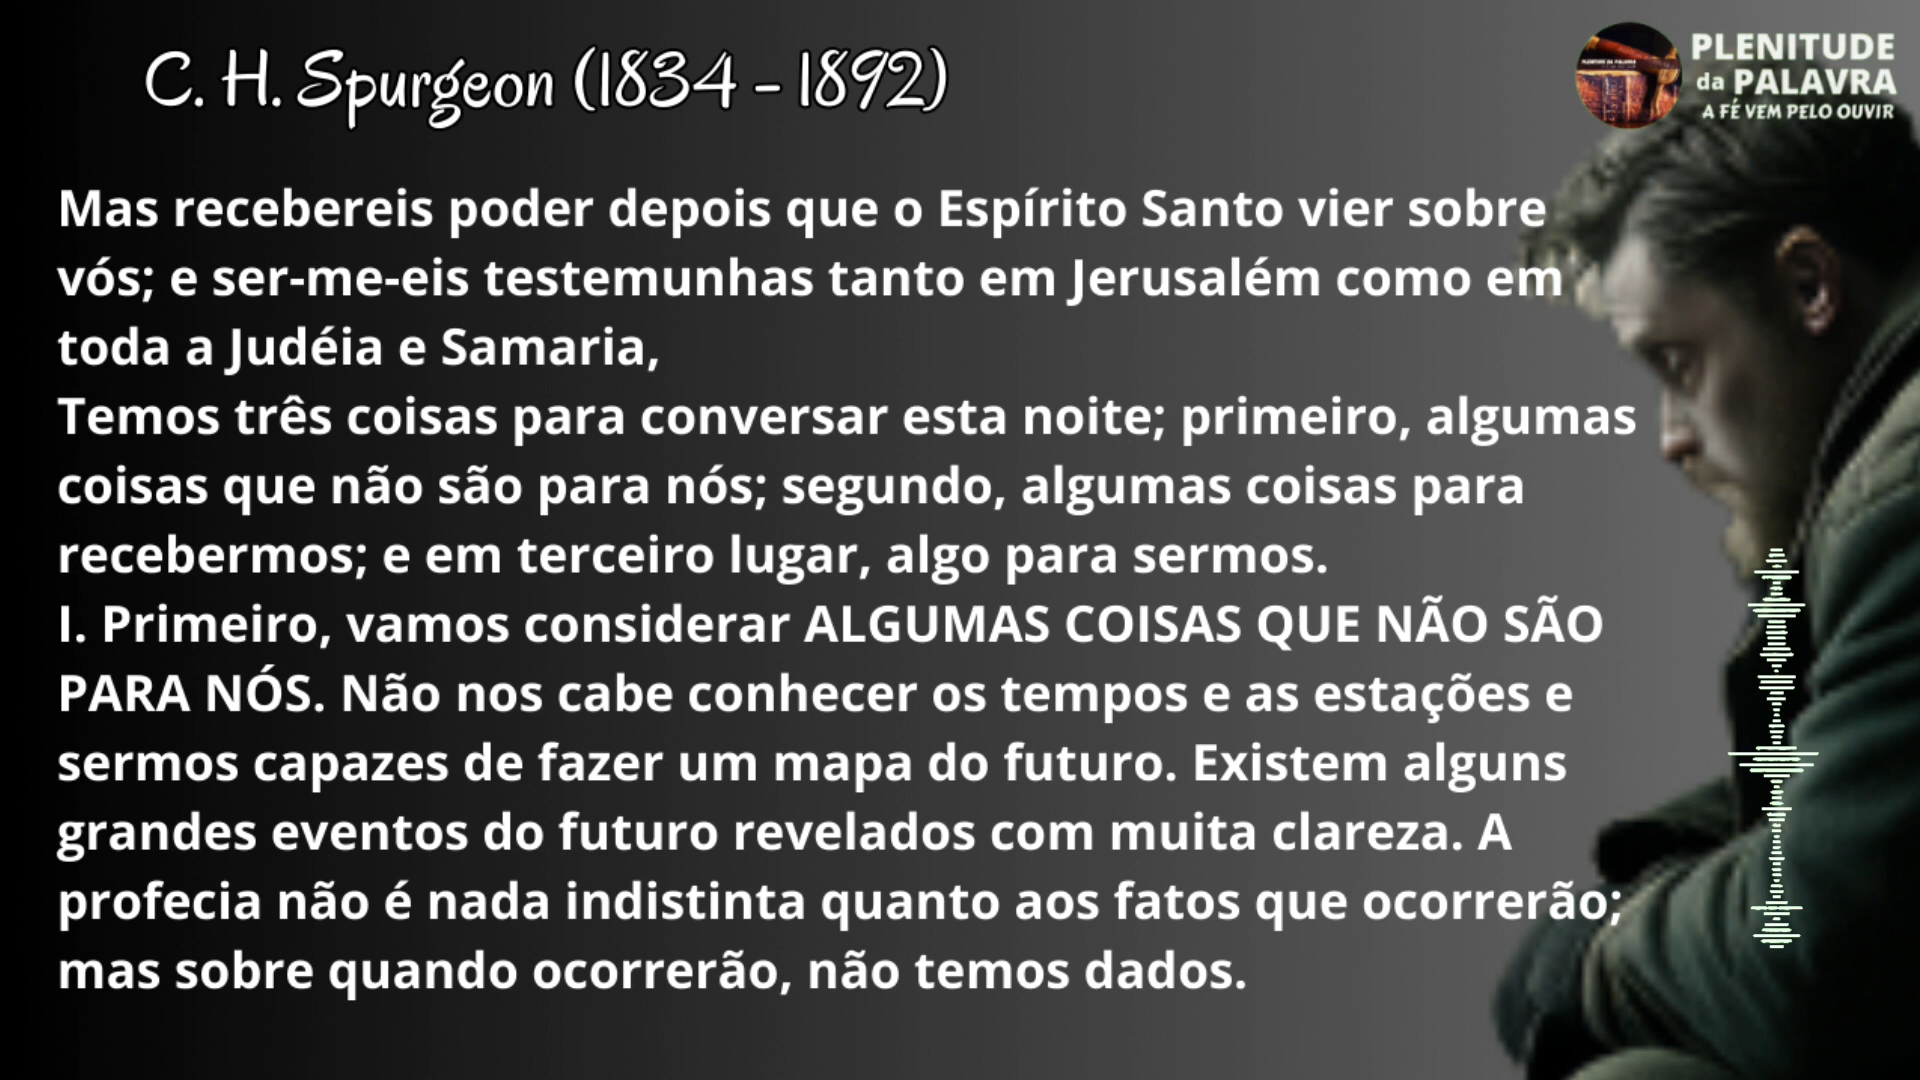 C. H. Spurgeon (1834 - 1892)
PLENITUDE
da PALAVRA
A FÉ VEM PELO OUVIR
Mas recebereis poder depois que o Espírito Santo vier sobre
vós; e ser-me-eis testemunhas tanto em Jerusalém como em
toda a Judéia e Samaria,
Temos três coisas para conversar esta noite; primeiro, algumas
coisas que não são para nós; segundo, algumas coisas para
recebermos; e em terceiro lugar, algo para sermos.
I. Primeiro, vamos considerar ALGUMAS COISAS QUE NÃO SÃO
PARA NÓS. Não nos cabe conhecer os tempos e as estações e
sermos capazes de fazer um mapa do futuro. Existem alguns
grandes eventos do futuro revelados com muita clareza. A
profecia não é nada indistinta quanto aos fatos que ocorrerão;
mas sobre quando ocorrerão, não temos dados.